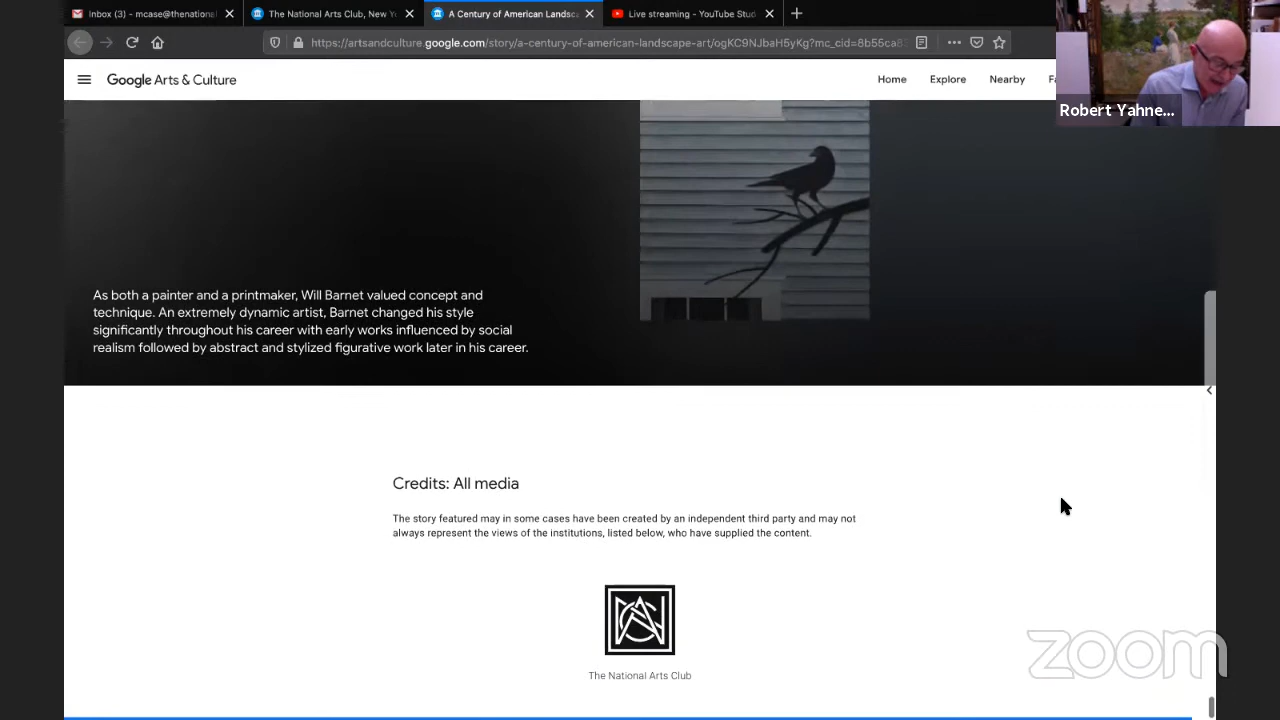 Inbox (3) - mcase@thenational
The National Arts Club, New Y
A Century of American Landsca
Live streaming - YouTube Stud
https://artsandculture.google.com/story/a-century-of-american-landscape-art/ogKC9NJbaH5yKg?mc_cid=8b55ca8
Google Arts & Culture
Home
Explore
Nearby
Robert Yahne...
As both a painter and a printmaker, Will Barnet valued concept and
technique. An extremely dynamic artist, Barnet changed his style
significantly throughout his career with early works influenced by social
realism followed by abstract and stylized figurative work later in his career.
Credits: All media
The story featured may in some cases have been created by an independent third party and may not
always represent the views of the institutions, listed below, who have supplied the content.
NAC
The National Arts Club
zoom